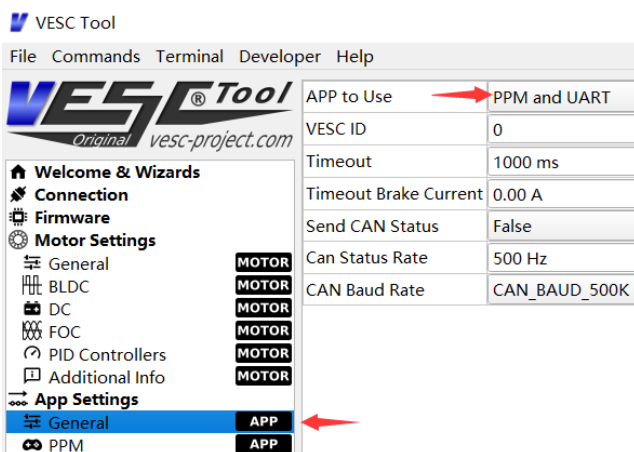 VESC Tool
File Commands Terminal Developer Help
VESC® Tool
Original vesc-project.com
Welcome & Wizards
Connection
Firmware
Motor Settings
General MOTOR
BLDC MOTOR
DC MOTOR
FOC MOTOR
PID Controllers MOTOR
Additional Info MOTOR
App Settings
General APP
PPM APP
APP to Use PPM and UART
VESC ID 0
Timeout 1000 ms
Timeout Brake Current 0.00 A
Send CAN Status False
Can Status Rate 500 Hz
CAN Baud Rate CAN_BAUD_500K